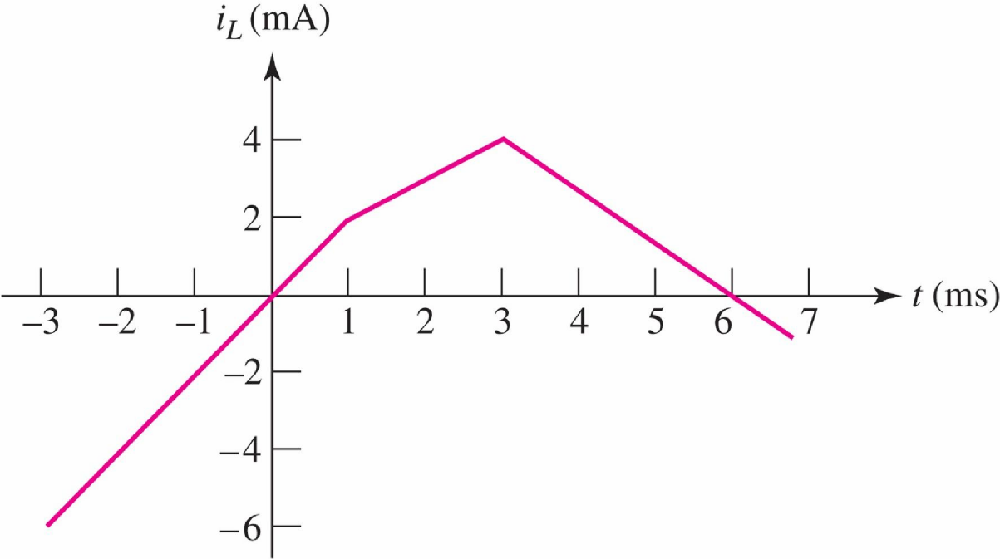 i_L (mA)
4
2
–3 –2 –1 1 2 3 4 5 6 7 t (ms)
–2
–4
–6